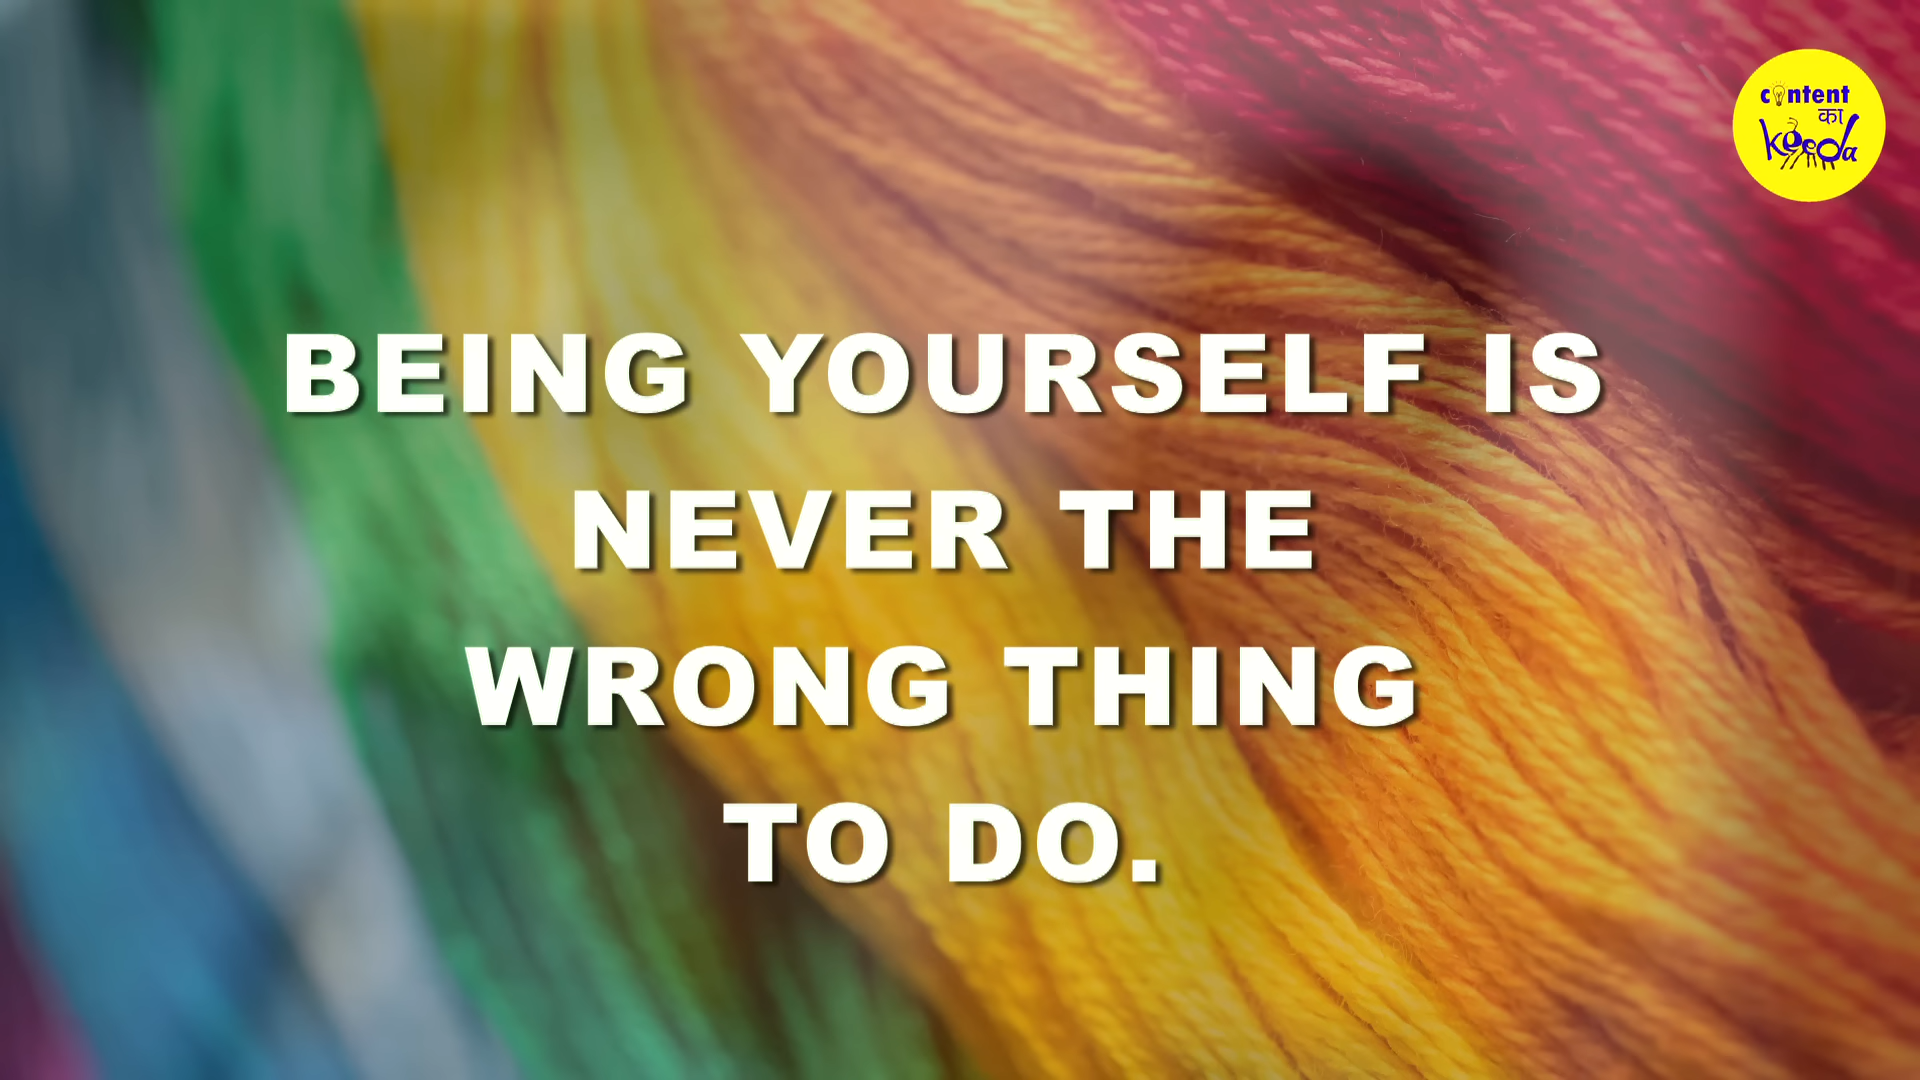 content
का
keeda
BEING YOURSELF IS
NEVER THE
WRONG THING
TO DO.